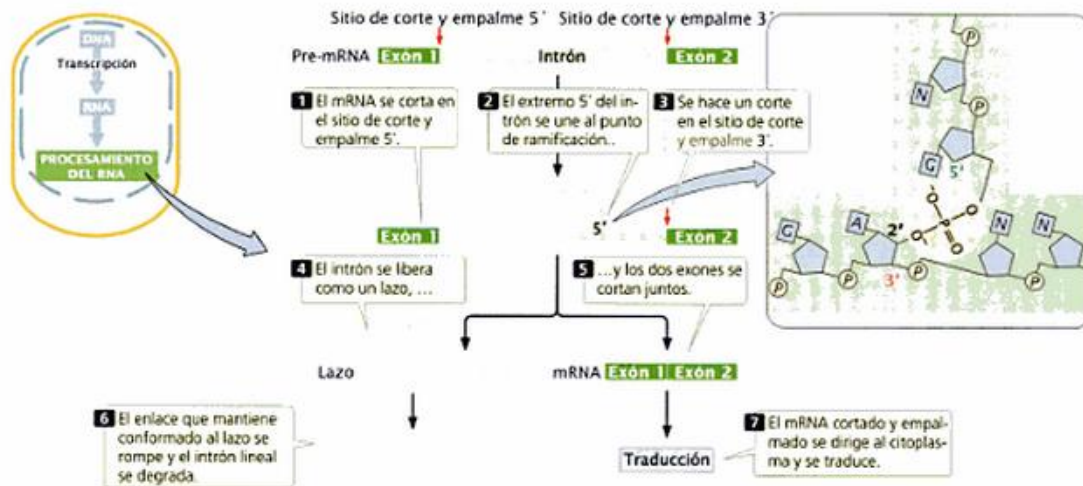 Sitio de corte y empalme 5´ Sitio de corte y empalme 3´
DNA
Transcripción
RNA
PROCESAMIENTO
DEL RNA
Pre-mRNA Exón 1 Intrón Exón 2
1 El mRNA se corta en
el sitio de corte y
empalme 5'.
2 El extremo 5' del in-
trón se une al punto
de ramificación..
3 Se hace un corte
en el sitio de corte
y empalme 3'.
Exón 1 5' Exón 2
4 El intrón se libera
como un lazo, ...
5 ...y los dos exones se
cortan juntos.
Lazo
mRNA Exón 1 Exón 2
6 El enlace que mantiene
conformado al lazo se
rompe y el intrón lineal
se degrada.
Traducción
7 El mRNA cortado y empal-
mado se dirige al citoplas-
ma y se traduce.
P
N
P
G 5'
O O
P
G A 2' O O N N
P P 3' P P